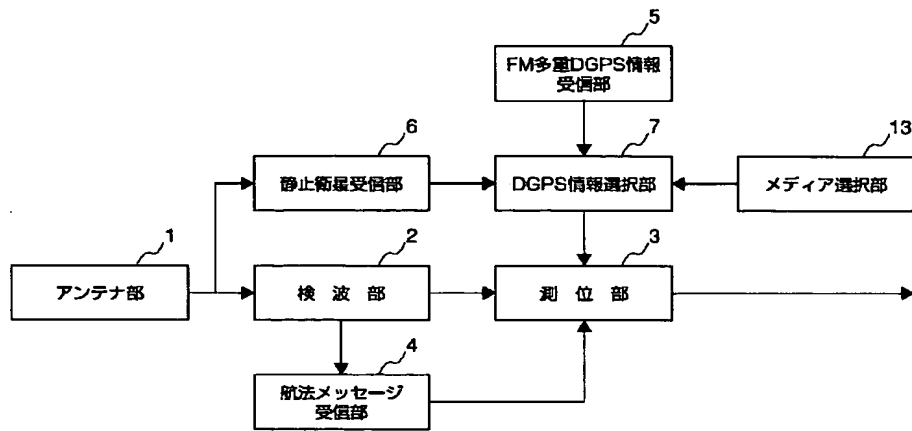 5
FM多重DGPS情報
受信部
6
静止衛星受信部
7
DGPS情報選択部
13
メディア選択部
1
アンテナ部
2
検波部
3
測位部
4
航法メッセージ
受信部